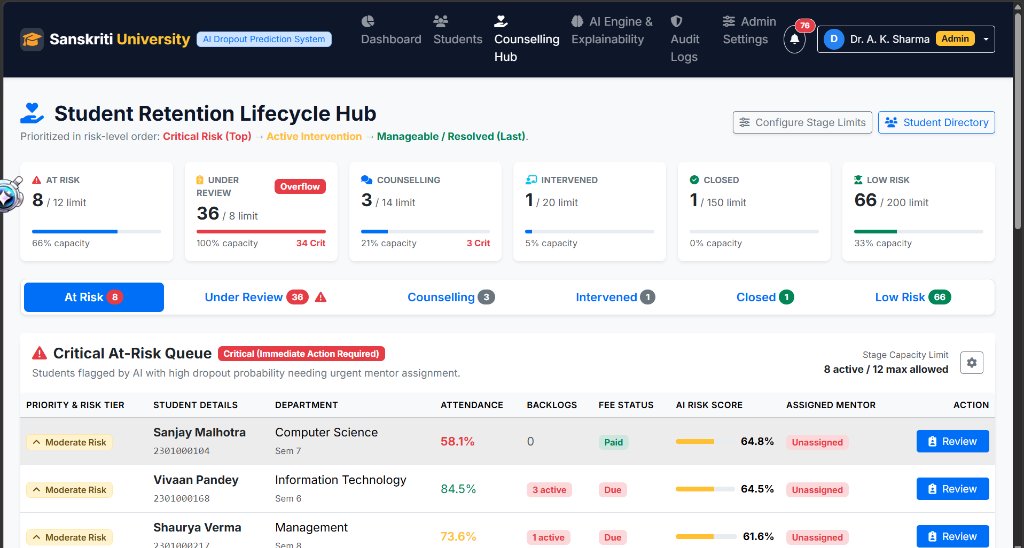 Sanskriti University AI Dropout Prediction System
Dashboard
Students
Counselling Hub
AI Engine & Explainability
Audit Logs
Admin Settings
76
D Dr. A. K. Sharma Admin
Student Retention Lifecycle Hub
Prioritized in risk-level order: Critical Risk (Top) → Active Intervention → Manageable / Resolved (Last).
Configure Stage Limits
Student Directory
AT RISK
8 / 12 limit
66% capacity
UNDER REVIEW
Overflow
36 / 8 limit
100% capacity 34 Crit
COUNSELLING
3 / 14 limit
21% capacity 3 Crit
INTERVENED
1 / 20 limit
5% capacity
CLOSED
1 / 150 limit
0% capacity
LOW RISK
66 / 200 limit
33% capacity
At Risk 8
Under Review 36
Counselling 3
Intervened 1
Closed 1
Low Risk 66
Critical At-Risk Queue Critical (Immediate Action Required)
Students flagged by AI with high dropout probability needing urgent mentor assignment.
Stage Capacity Limit
8 active / 12 max allowed
PRIORITY & RISK TIER STUDENT DETAILS DEPARTMENT ATTENDANCE BACKLOGS FEE STATUS AI RISK SCORE ASSIGNED MENTOR ACTION
Moderate Risk Sanjay Malhotra Computer Science 58.1% 0 Paid 64.8% Unassigned Review
2301000104 Sem 7
Moderate Risk Vivaan Pandey Information Technology 84.5% 3 active Due 64.5% Unassigned Review
2301000168 Sem 6
Moderate Risk Shaurya Verma Management 73.6% 1 active Due 61.6% Unassigned Review
2301000217 Sem 8